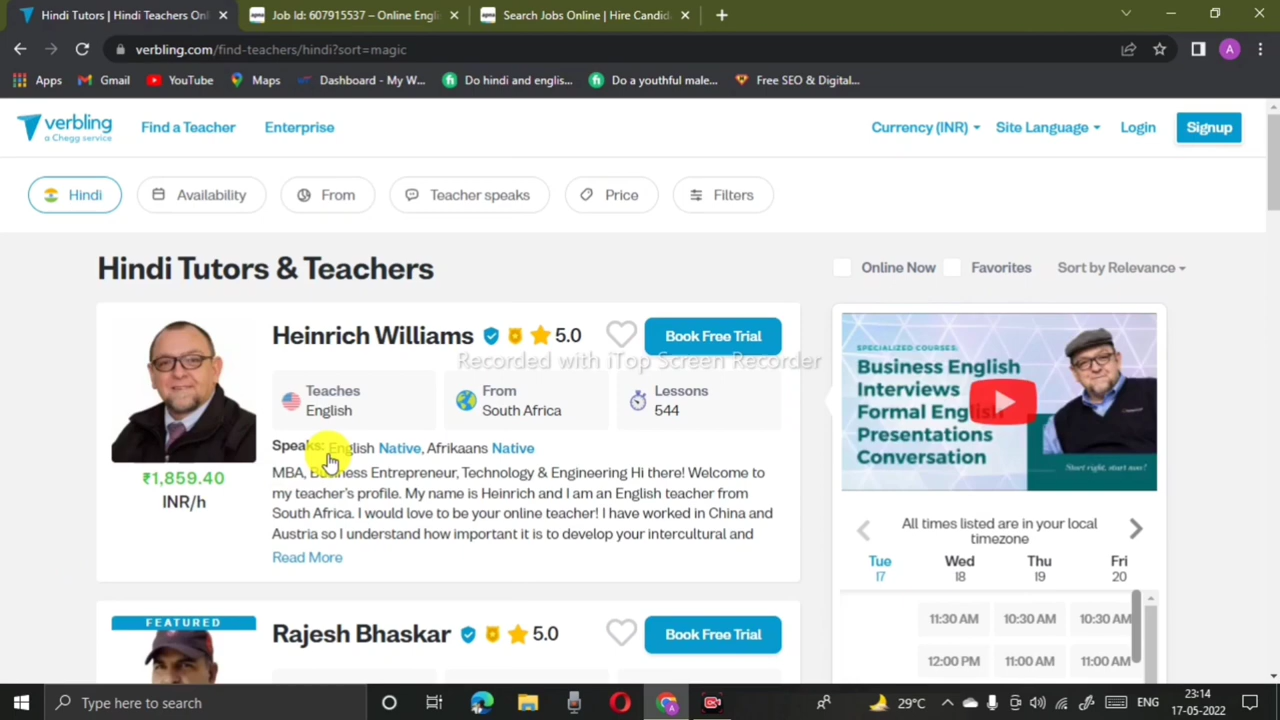 Hindi Tutors | Hindi Teachers Onl
Job Id: 607915537 – Online Engl
Search Jobs Online | Hire Candid
verbling.com/find-teachers/hindi?sort=magic
A
Apps
Gmail
YouTube
Maps
Dashboard - My W...
Do hindi and englis...
Do a youthful male...
Free SEO & Digital...
verbling
a Chegg service
Find a Teacher
Enterprise
Currency (INR)
Site Language
Login
Signup
Hindi
Availability
From
Teacher speaks
Price
Filters
Hindi Tutors & Teachers
Online Now
Favorites
Sort by Relevance
Heinrich Williams
5.0
Book Free Trial
Recorded with iTop Screen Recorder
Teaches
English
From
South Africa
Lessons
544
Speaks: English Native, Afrikaans Native
MBA, Business Entrepreneur, Technology & Engineering Hi there! Welcome to
my teacher's profile. My name is Heinrich and I am an English teacher from
South Africa. I would love to be your online teacher! I have worked in China and
Austria so I understand how important it is to develop your intercultural and
Read More
₹1,859.40
INR/h
SPECIALIZED COURSES:
Business English
Interviews
Formal English
Presentations
Conversation
Start right, start now!
All times listed are in your local
timezone
Tue
17
Wed
18
Thu
19
Fri
20
11:30 AM
10:30 AM
10:30 AM
12:00 PM
11:00 AM
11:00 AM
FEATURED
Rajesh Bhaskar
5.0
Book Free Trial
Type here to search
29°C
ENG
23:14
17-05-2022